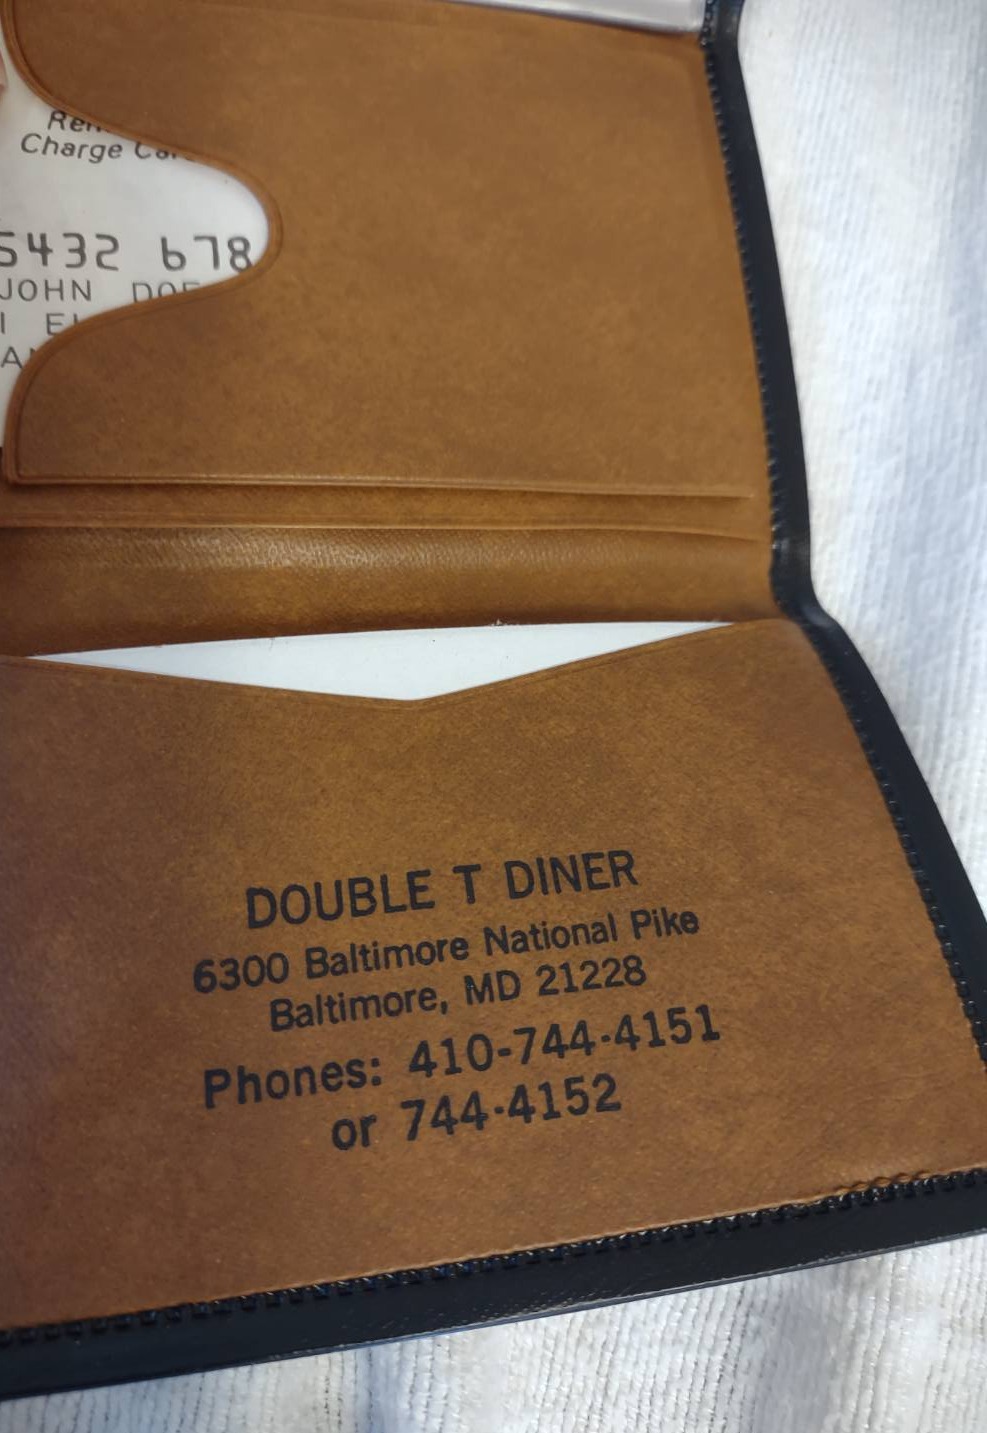 Charge
5432 678
JOHN DOE
DOUBLE T DINER
6300 Baltimore National Pike
Baltimore, MD 21228
Phones: 410-744-4151
or 744-4152